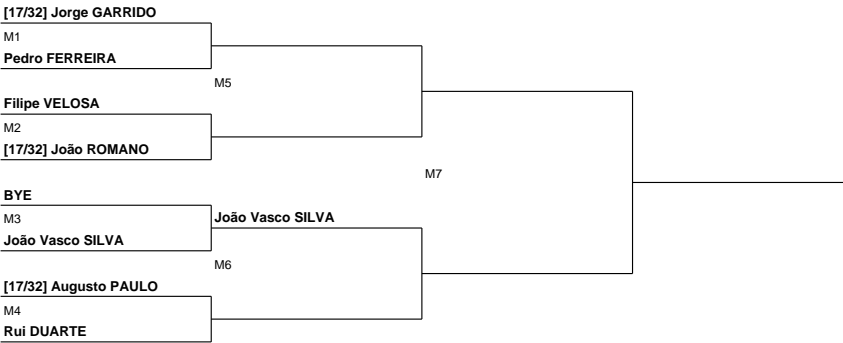 [17/32] Jorge GARRIDO
M1
Pedro FERREIRA
M5
Filipe VELOSA
M2
[17/32] João ROMANO
M7
BYE
M3
João Vasco SILVA
João Vasco SILVA
M6
[17/32] Augusto PAULO
M4
Rui DUARTE